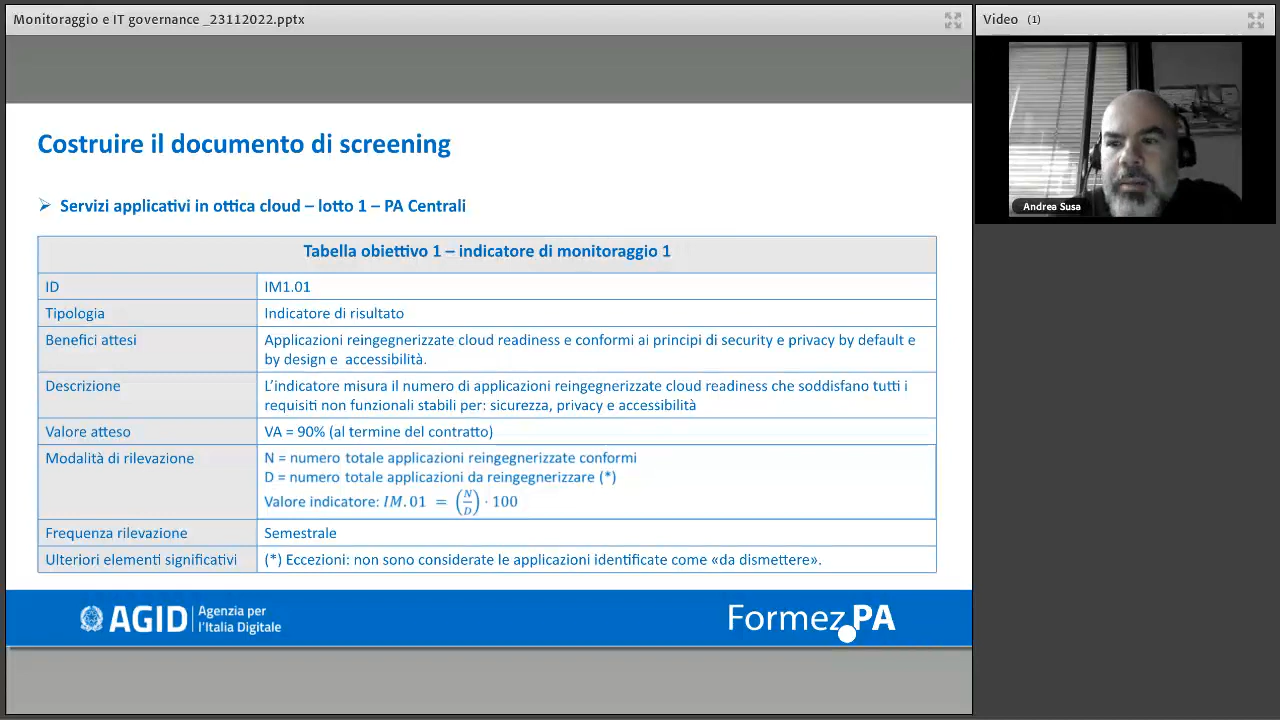 Monitoraggio e IT governance _23112022.pptx
Video (1)
Andrea Susa
Costruire il documento di screening
Servizi applicativi in ottica cloud – lotto 1 – PA Centrali
Tabella obiettivo 1 – indicatore di monitoraggio 1
ID
IM1.01
Tipologia
Indicatore di risultato
Benefici attesi
Applicazioni reingegnerizzate cloud readiness e conformi ai principi di security e privacy by default e
by design e accessibilità.
Descrizione
L'indicatore misura il numero di applicazioni reingegnerizzate cloud readiness che soddisfano tutti i
requisiti non funzionali stabili per: sicurezza, privacy e accessibilità
Valore atteso
VA = 90% (al termine del contratto)
Modalità di rilevazione
N = numero totale applicazioni reingegnerizzate conformi
D = numero totale applicazioni da reingegnerizzare (*)
Valore indicatore: IM.01 = (N/D) · 100
Frequenza rilevazione
Semestrale
Ulteriori elementi significativi
(*) Eccezioni: non sono considerate le applicazioni identificate come «da dismettere».
AGID
Agenzia per
l'Italia Digitale
Formez PA